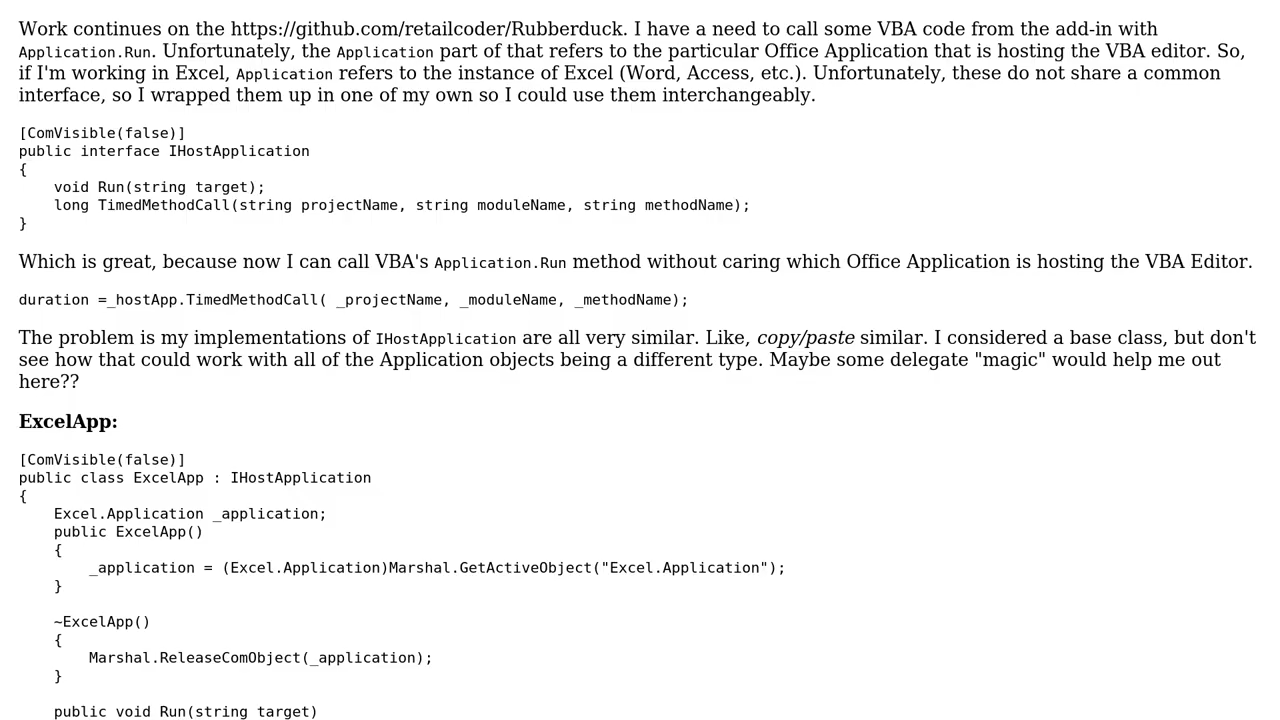 Work continues on the https://github.com/retailcoder/Rubberduck. I have a need to call some VBA code from the add-in with
Application.Run. Unfortunately, the Application part of that refers to the particular Office Application that is hosting the VBA editor. So,
if I'm working in Excel, Application refers to the instance of Excel (Word, Access, etc.). Unfortunately, these do not share a common
interface, so I wrapped them up in one of my own so I could use them interchangeably.
[ComVisible(false)]
public interface IHostApplication
{
    void Run(string target);
    long TimedMethodCall(string projectName, string moduleName, string methodName);
}
Which is great, because now I can call VBA's Application.Run method without caring which Office Application is hosting the VBA Editor.
duration =_hostApp.TimedMethodCall( _projectName, _moduleName, _methodName);
The problem is my implementations of IHostApplication are all very similar. Like, copy/paste similar. I considered a base class, but don't
see how that could work with all of the Application objects being a different type. Maybe some delegate "magic" would help me out
here??
ExcelApp:
[ComVisible(false)]
public class ExcelApp : IHostApplication
{
    Excel.Application _application;
    public ExcelApp()
    {
        _application = (Excel.Application)Marshal.GetActiveObject("Excel.Application");
    }
    ~ExcelApp()
    {
        Marshal.ReleaseComObject(_application);
    }
    public void Run(string target)